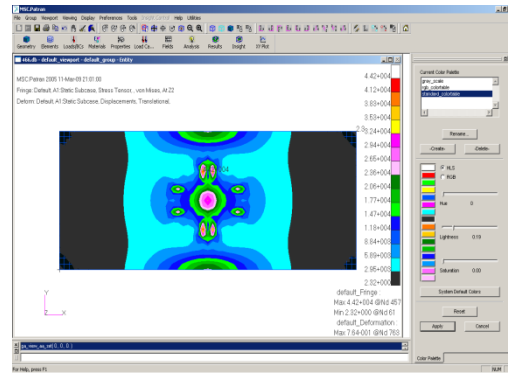 MSC.Patran
File Group Viewport Viewing Display Preferences Tools Insight Control Help Utilities
Geometry Elements Loads/BCs Materials Properties Load Ca... Fields Analysis Results Insight XY Plot
default_viewport - default_group - Entity
MSC.Patran 2005 11-Mar-09 21:01:00
Fringe: Default, A1:Static Subcase, Stress Tensor, , von Mises, At Z2
Deform: Default, A1:Static Subcase, Displacements, Translational,
4.42+004
4.12+004
3.83+004
3.53+004
3.24+004
2.94+004
2.65+004
2.36+004
2.06+004
1.77+004
1.47+004
1.18+004
8.84+003
5.89+003
2.95+003
2.32+000
default_Fringe :
Max 4.42+004 @Nd 457
Min 2.32+000 @Nd 61
default_Deformation :
Max 7.64-001 @Nd 763
Y
Z X
Current Color Palette
gray_scale
rgb_colortable
standard_colortable
Rename...
-Create-
-Delete-
HLS
RGB
Hue 0
Lightness 0.19
Saturation 0.00
System Default Colors
Reset
Apply
Cancel
Color Palette
For Help, press F1
NUM